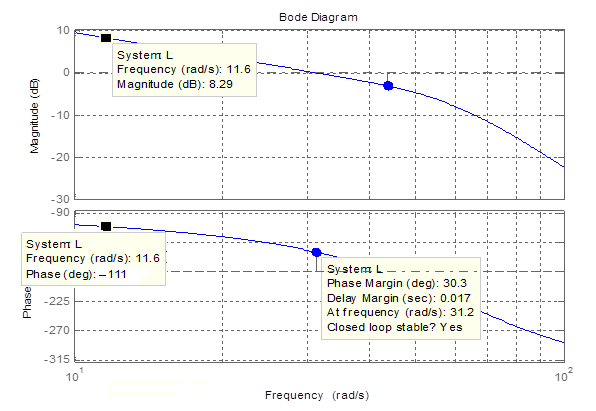 Bode Diagram
10
0
-10
-20
-30
Magnitude (dB)
System: L
Frequency (rad/s): 11.6
Magnitude (dB): 8.29
-90
-225
-270
-315
Phase
System: L
Frequency (rad/s): 11.6
Phase (deg): -111
System: L
Phase Margin (deg): 30.3
Delay Margin (sec): 0.017
At frequency (rad/s): 31.2
Closed loop stable? Yes
10^1
10^2
Frequency (rad/s)